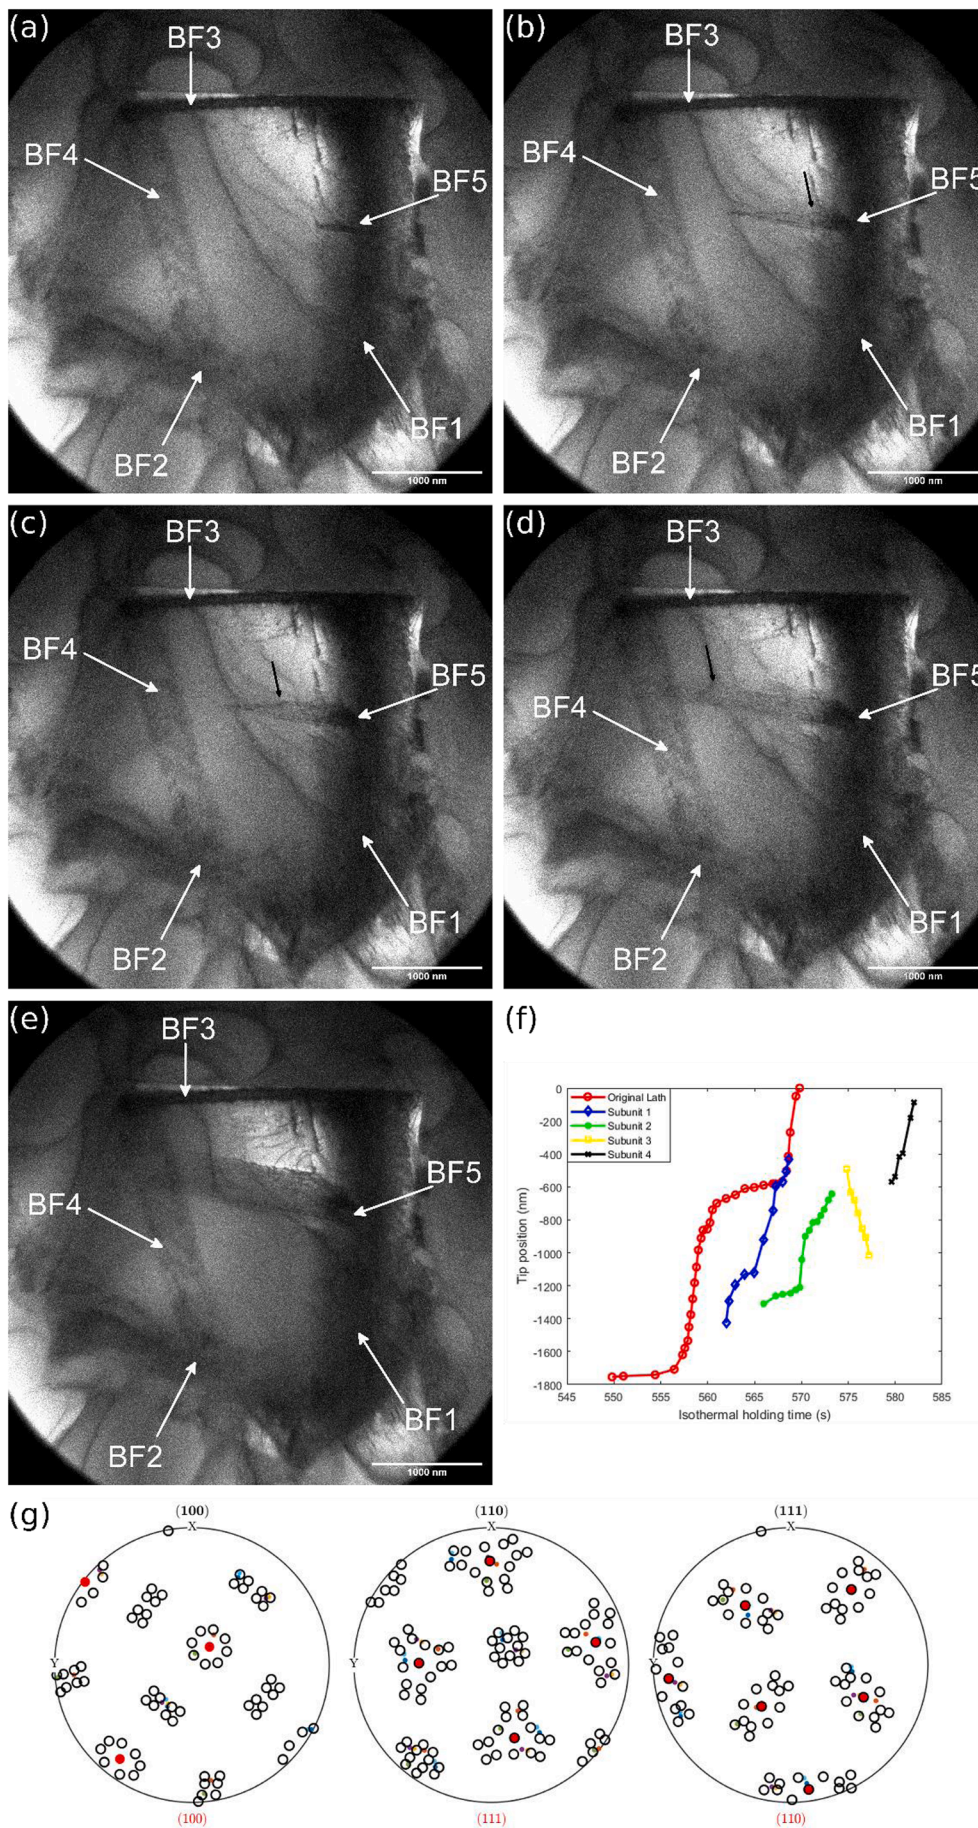 (a)
BF3
BF4
BF5
BF2
BF1
1000 nm
(b)
BF3
BF4
BF5
BF2
BF1
1000 nm
(c)
BF3
BF4
BF5
BF2
BF1
1000 nm
(d)
BF3
BF4
BF5
BF2
BF1
1000 nm
(e)
BF3
BF4
BF5
BF2
BF1
1000 nm
(f)
Original Lath
Subunit 1
Subunit 2
Subunit 3
Subunit 4
Tip position (nm)
0
-200
-400
-600
-800
-1000
-1200
-1400
-1600
-1800
545 550 555 560 565 570 575 580 585
Isothermal holding time (s)
(g)
(100) (110) (111)
X X X
Y Y Y
(100) (111) (110)